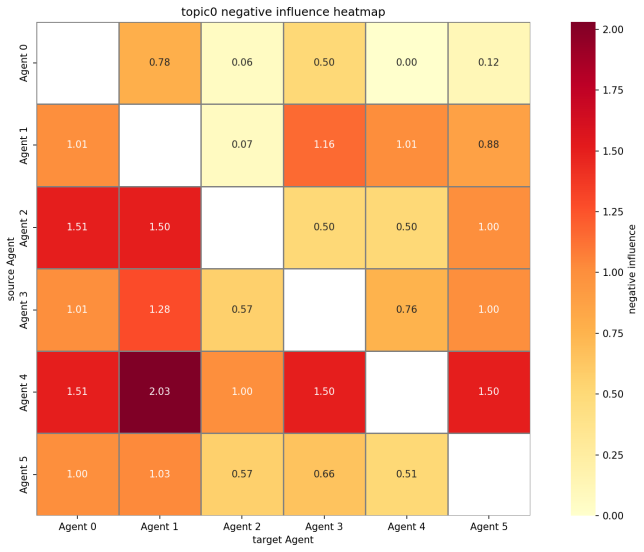 topic0 negative influence heatmap
Agent 0
0.78 0.06 0.50 0.00 0.12
Agent 1
1.01 0.07 1.16 1.01 0.88
Agent 2
1.51 1.50 0.50 0.50 1.00
Agent 3
1.01 1.28 0.57 0.76 1.00
Agent 4
1.51 2.03 1.00 1.50 1.50
Agent 5
1.00 1.03 0.57 0.66 0.51
source Agent
Agent 0 Agent 1 Agent 2 Agent 3 Agent 4 Agent 5
target Agent
2.00
1.75
1.50
1.25
1.00
0.75
0.50
0.25
0.00
negative influence